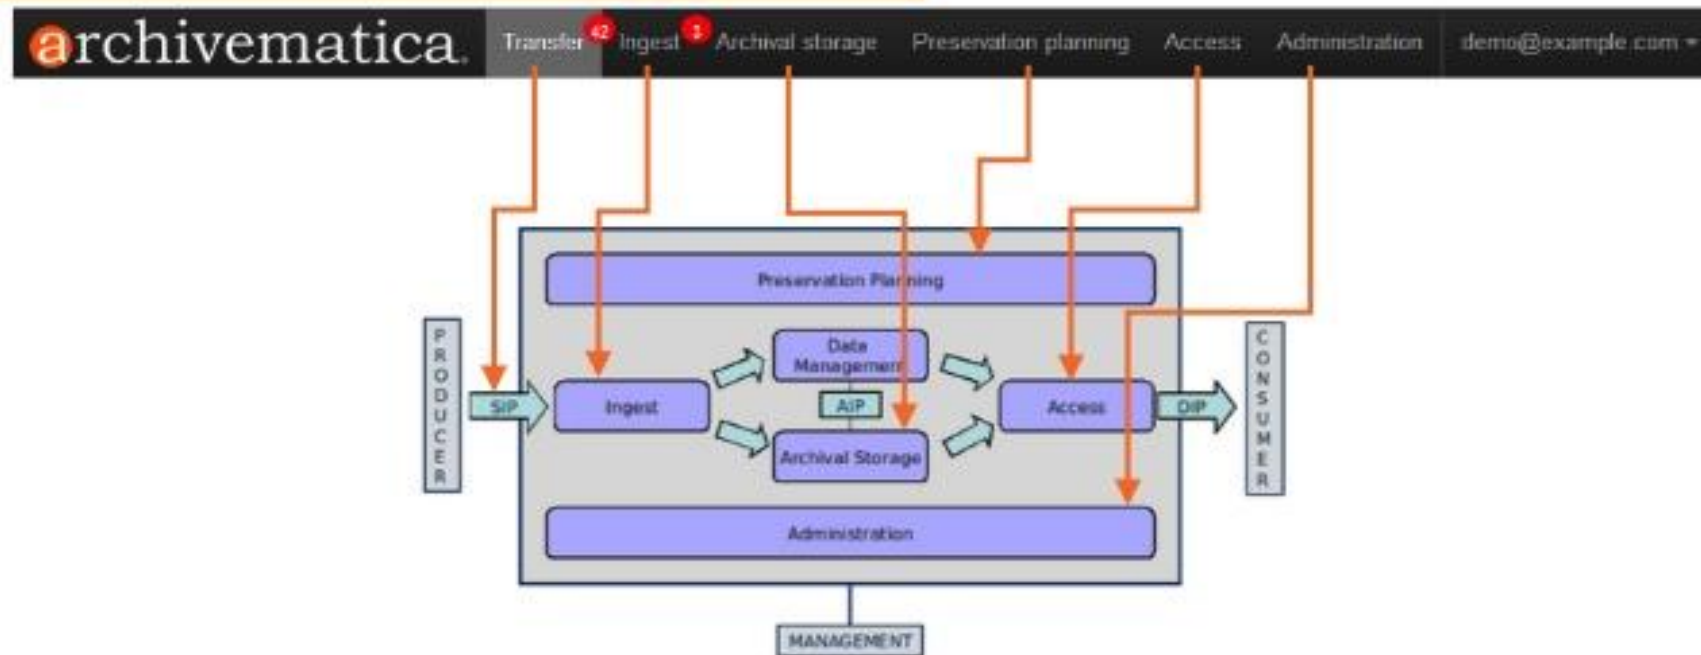 archivematica.
Transfer 42 Ingest Archival storage Preservation planning Access Administration demo@example.com
Preservation Planning
PRODUCER
SIP
Ingest
Data
Management
AIP
Archival Storage
Access
DIP
CONSUMER
Administration
MANAGEMENT